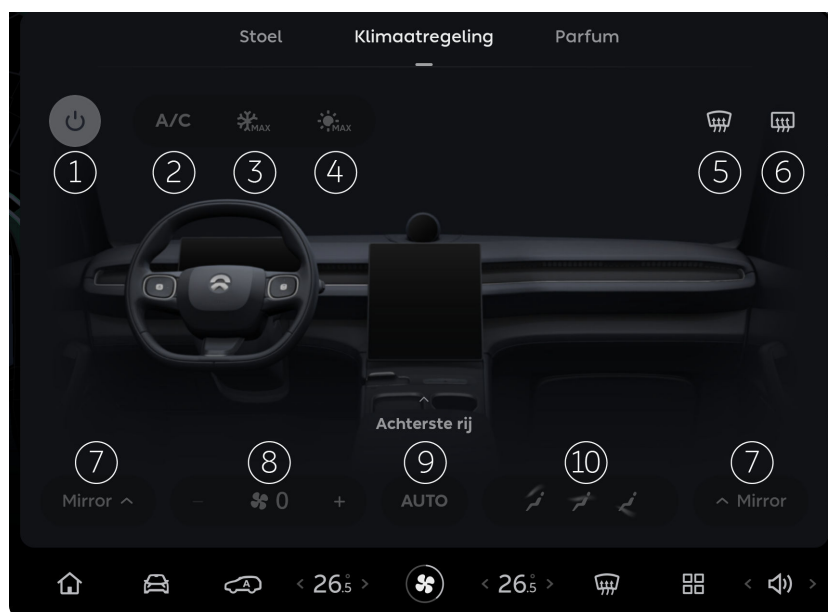 Stoel Klimaatregeling Parfum
A/C MAX MAX
1 2 3 4 5 6
Achterste rij
7 8 9 10 7
Mirror − 0 + AUTO Mirror
A < 26.5° > < 26.5° > < >